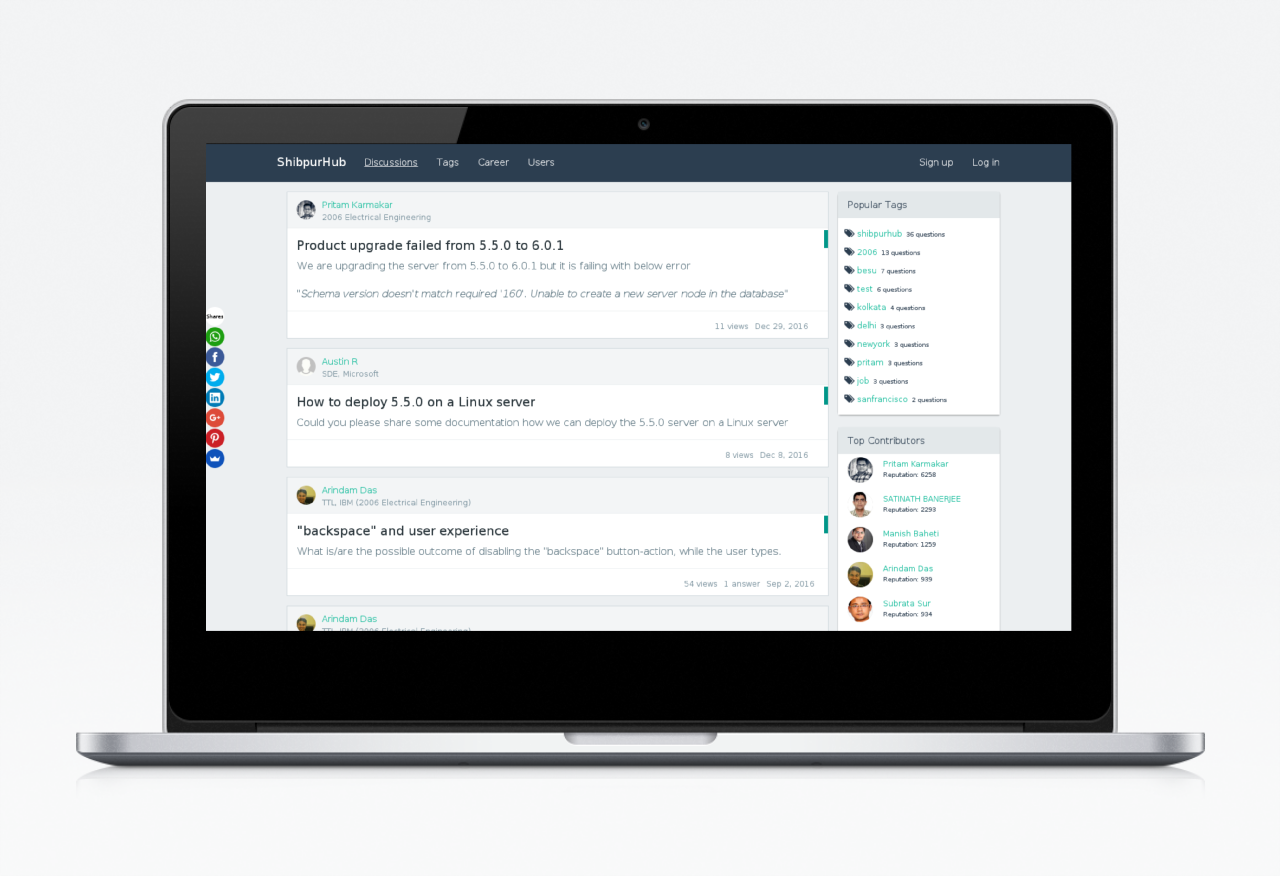 ShibpurHub Discussions Tags Career Users Sign up Log in
Pritam Karmakar
2006 Electrical Engineering
Product upgrade failed from 5.5.0 to 6.0.1
We are upgrading the server from 5.5.0 to 6.0.1 but it is failing with below error
"Schema version doesn't match required '160'. Unable to create a new server node in the database"
11 views Dec 29, 2016
Austin R
SDE, Microsoft
How to deploy 5.5.0 on a Linux server
Could you please share some documentation how we can deploy the 5.5.0 server on a Linux server
8 views Dec 8, 2016
Arindam Das
TTL, IBM (2006 Electrical Engineering)
"backspace" and user experience
What is/are the possible outcome of disabling the "backspace" button-action, while the user types.
54 views 1 answer Sep 2, 2016
Arindam Das
TTL, IBM (2006 Electrical Engineering)
Shares
Popular Tags
shibpurhub 36 questions
2006 13 questions
besu 7 questions
test 6 questions
kolkata 4 questions
delhi 3 questions
newyork 3 questions
pritam 3 questions
job 3 questions
sanfrancisco 2 questions
Top Contributors
Pritam Karmakar
Reputation: 6258
SATINATH BANERJEE
Reputation: 2293
Manish Baheti
Reputation: 1259
Arindam Das
Reputation: 939
Subrata Sur
Reputation: 934